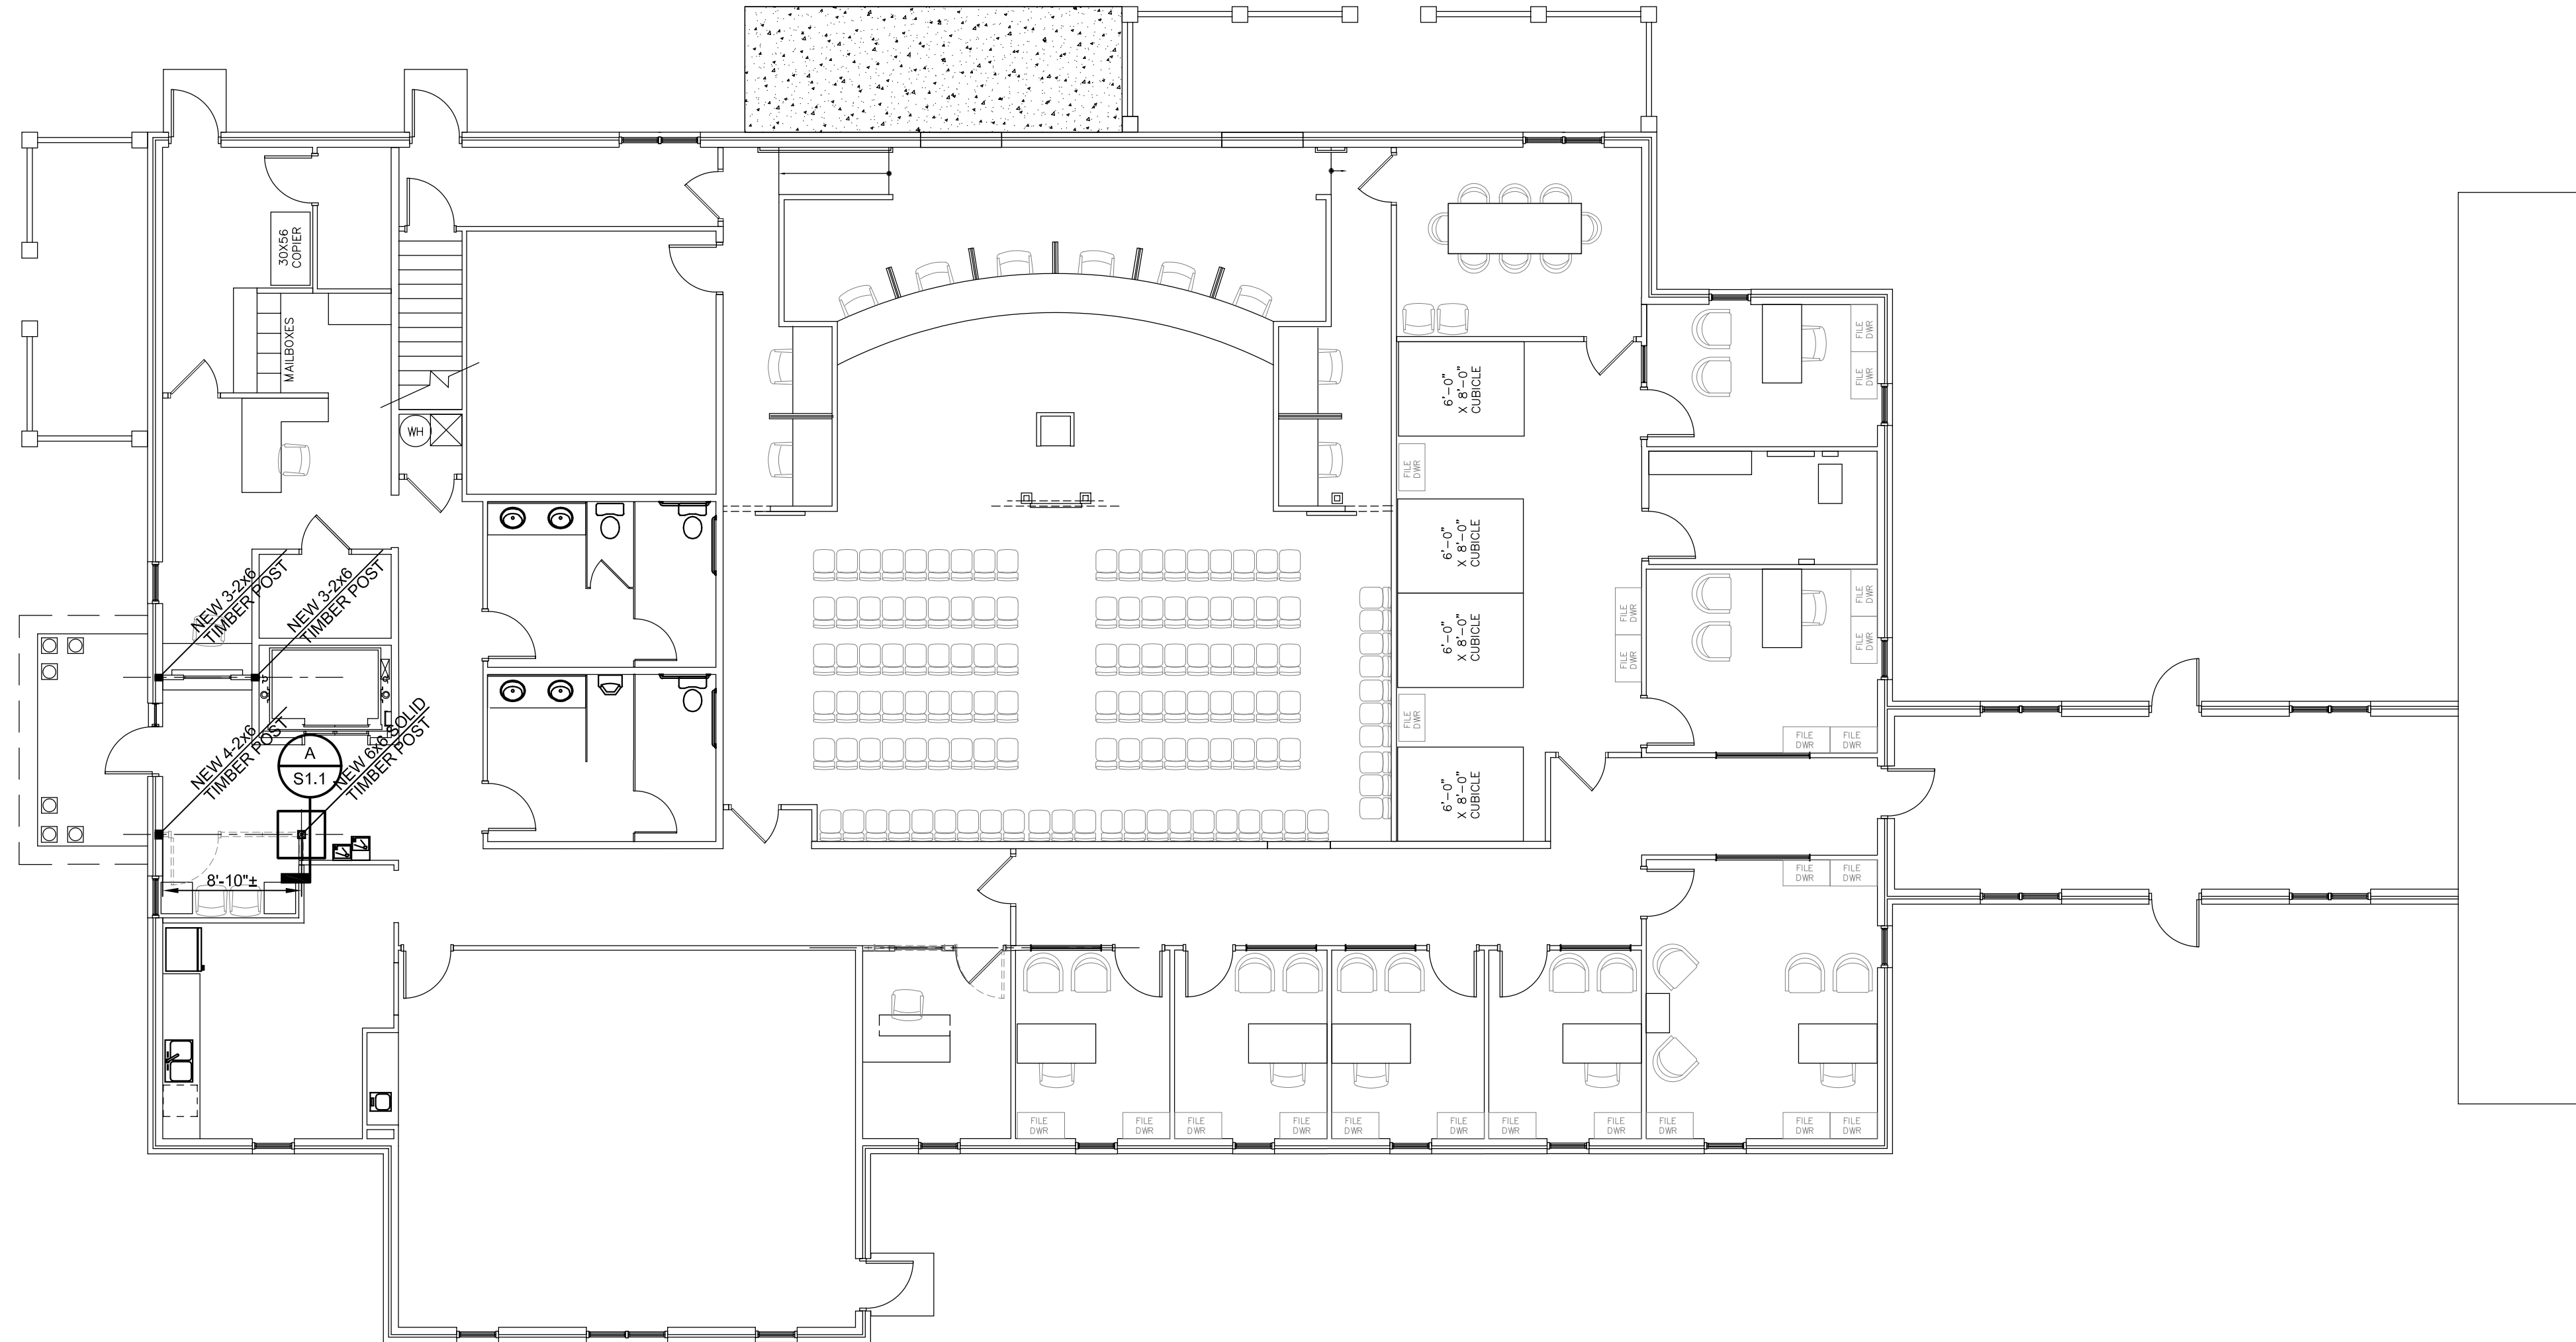 30X56
COPIER
MAILBOXES
WH
NEW 3-2x6
TIMBER POST
NEW 3-2x6
TIMBER POST
NEW 4-2x6
TIMBER POST
NEW 6x6 SOLID
TIMBER POST
A
S1.1
8'-10"±
6'-0"
X 8'-0"
CUBICLE
FILE
DWR
6'-0"
X 8'-0"
CUBICLE
6'-0"
X 8'-0"
CUBICLE
FILE
DWR
6'-0"
X 8'-0"
CUBICLE
FILE
DWR
FILE
DWR
FILE
DWR
FILE
DWR
FILE
DWR
FILE
DWR
FILE
DWR
FILE
DWR
FILE
DWR
FILE
DWR
FILE
DWR
FILE
DWR
FILE
DWR
FILE
DWR
FILE
DWR
FILE
DWR
FILE
DWR
FILE
DWR
FILE
DWR
FILE
DWR
FILE
DWR